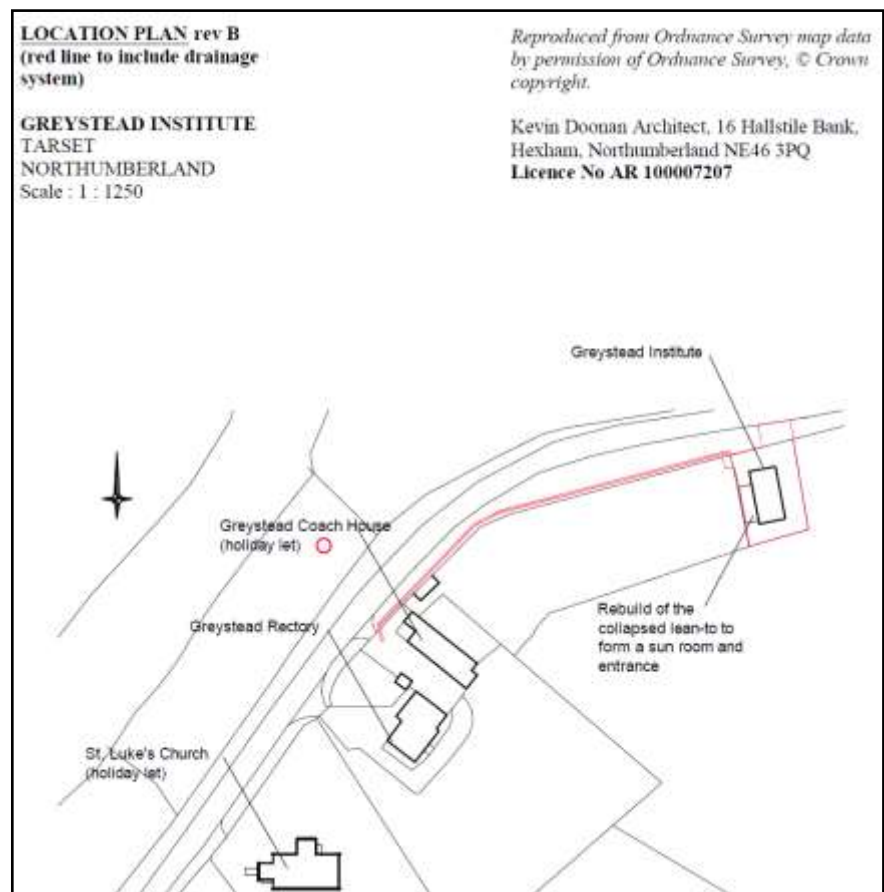 LOCATION PLAN rev B
(red line to include drainage
system)
GREYSTEAD INSTITUTE
TARSET
NORTHUMBERLAND
Scale : 1 : 1250
Reproduced from Ordnance Survey map data
by permission of Ordnance Survey, © Crown
copyright.
Kevin Doonan Architect, 16 Hallstile Bank,
Hexham, Northumberland NE46 3PQ
Licence No AR 100007207
Greystead Institute
Greystead Coach House
(holiday let)
Greystead Rectory
Rebuild of the
collapsed lean-to to
form a sun room and
entrance
St. Luke's Church
(holiday let)